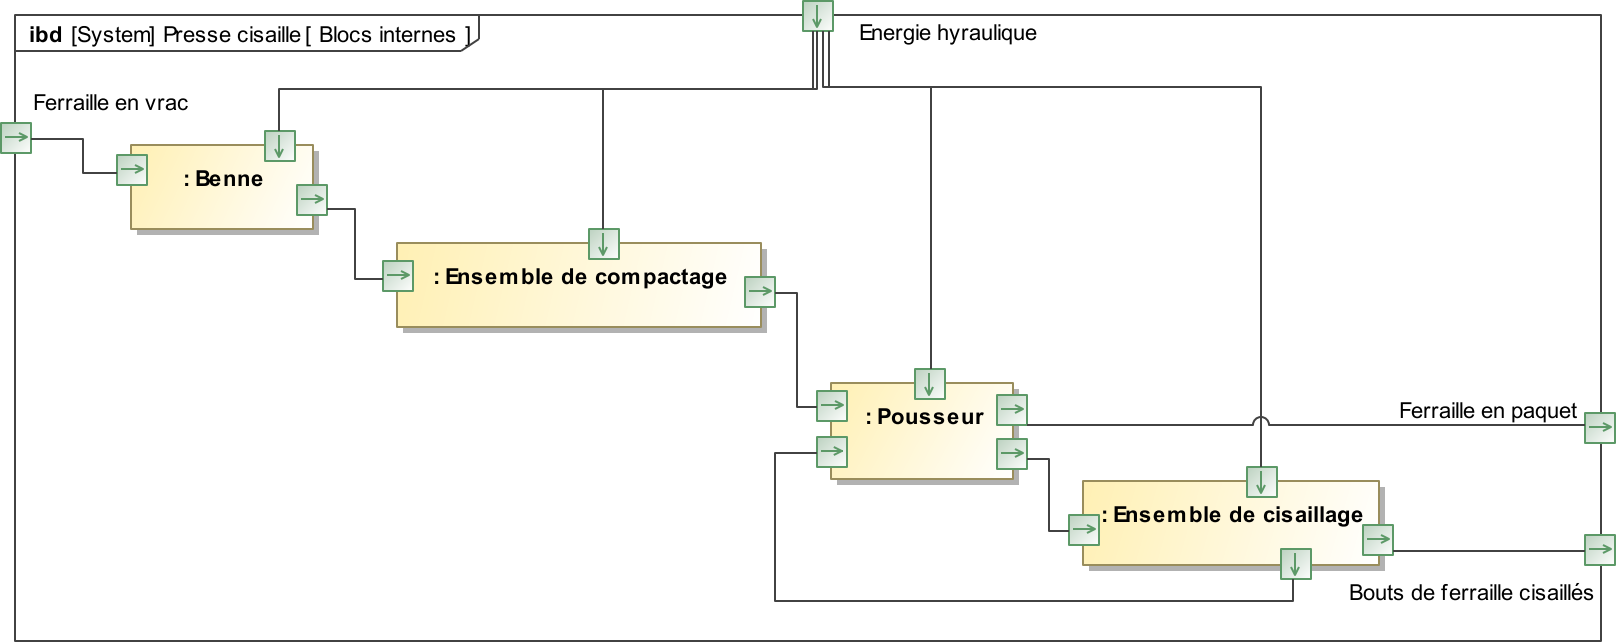 ibd [System] Presse cisaille [ Blocs internes ]
Energie hyraulique
Ferraille en vrac
: Benne
: Ensemble de compactage
Ferraille en paquet
: Pousseur
: Ensemble de cisaillage
Bouts de ferraille cisaillés